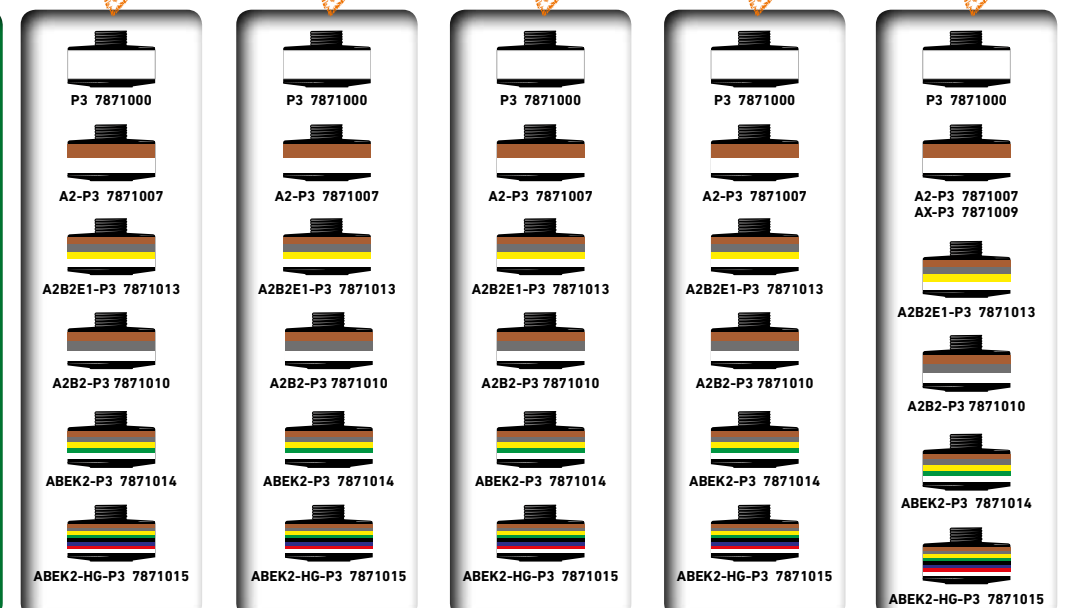 P3 7871000
A2-P3 7871007
A2B2E1-P3 7871013
A2B2-P3 7871010
ABEK2-P3 7871014
ABEK2-HG-P3 7871015
P3 7871000
A2-P3 7871007
A2B2E1-P3 7871013
A2B2-P3 7871010
ABEK2-P3 7871014
ABEK2-HG-P3 7871015
P3 7871000
A2-P3 7871007
A2B2E1-P3 7871013
A2B2-P3 7871010
ABEK2-P3 7871014
ABEK2-HG-P3 7871015
P3 7871000
A2-P3 7871007
A2B2E1-P3 7871013
A2B2-P3 7871010
ABEK2-P3 7871014
ABEK2-HG-P3 7871015
P3 7871000
A2-P3 7871007
AX-P3 7871009
A2B2E1-P3 7871013
A2B2-P3 7871010
ABEK2-P3 7871014
ABEK2-HG-P3 7871015